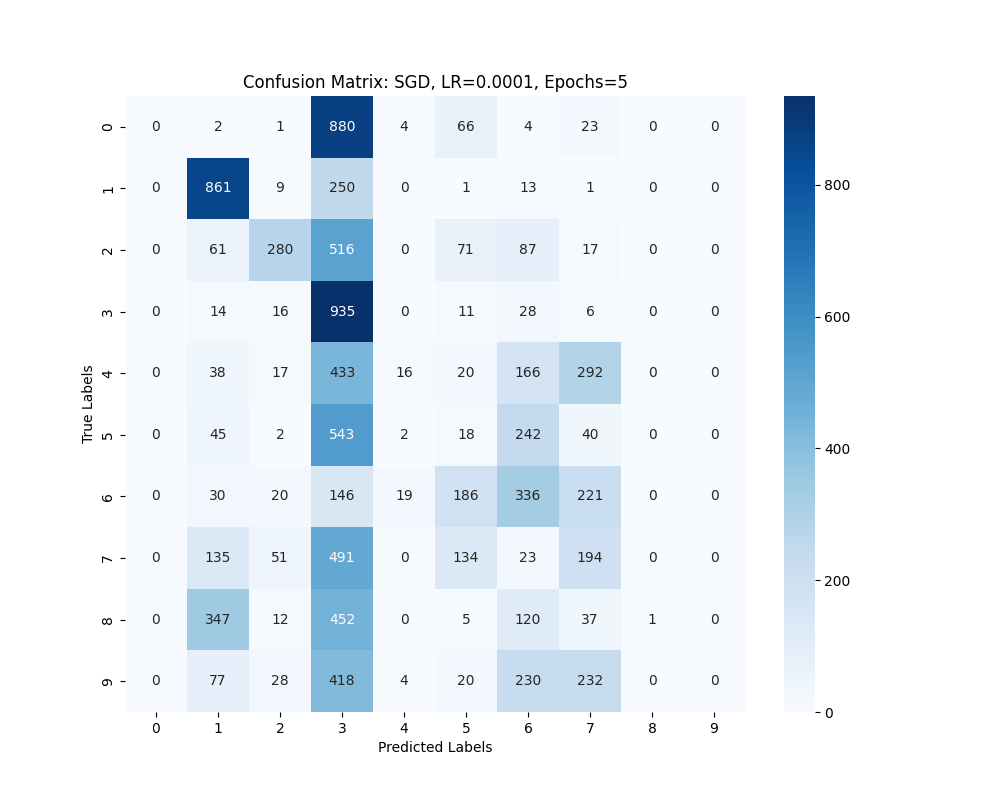 Confusion Matrix: SGD, LR=0.0001, Epochs=5
0 0 2 1 880 4 66 4 23 0 0
1 0 861 9 250 0 1 13 1 0 0
800
2 0 61 280 516 0 71 87 17 0 0
3 0 14 16 935 0 11 28 6 0 0
600
True Labels
4 0 38 17 433 16 20 166 292 0 0
5 0 45 2 543 2 18 242 40 0 0
400
6 0 30 20 146 19 186 336 221 0 0
7 0 135 51 491 0 134 23 194 0 0
200
8 0 347 12 452 0 5 120 37 1 0
9 0 77 28 418 4 20 230 232 0 0
0
0 1 2 3 4 5 6 7 8 9
Predicted Labels